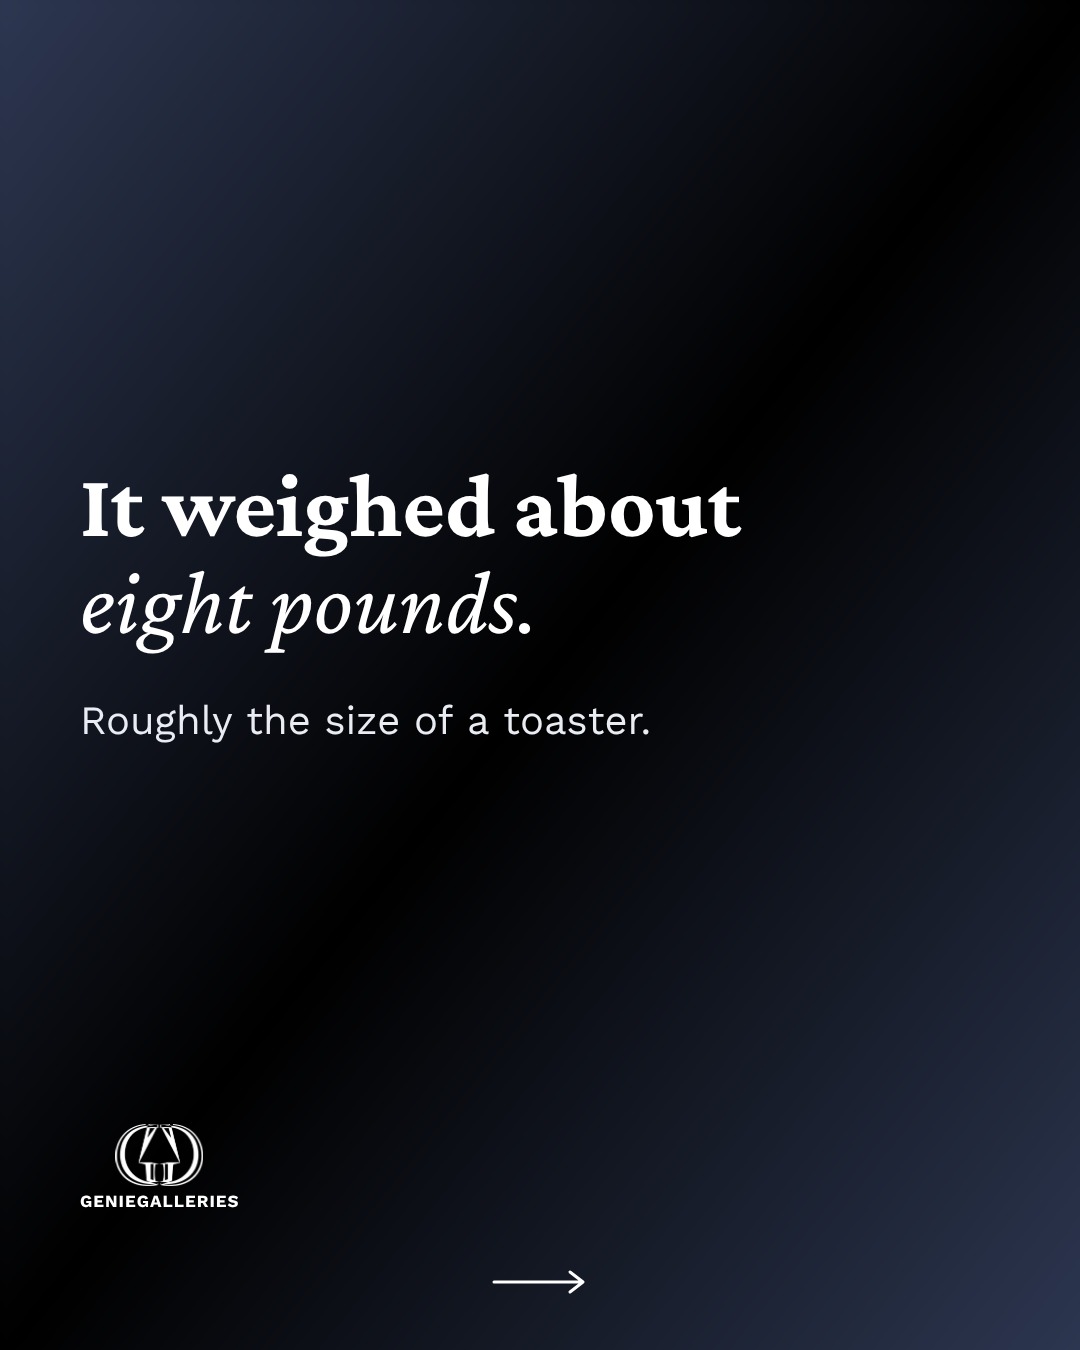 It weighed about
eight pounds.
Roughly the size of a toaster.
GENIEGALLERIES